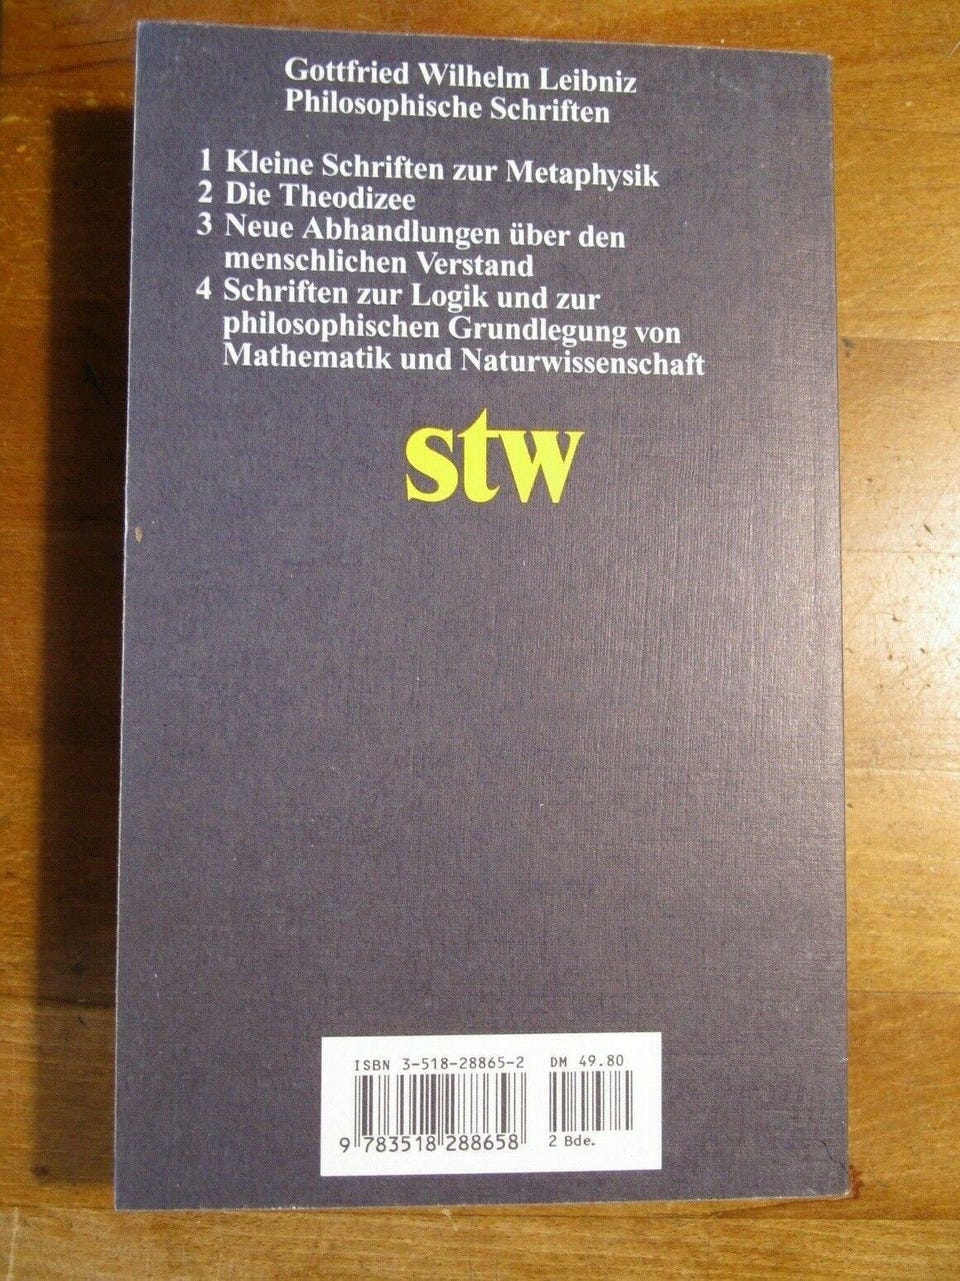 Gottfried Wilhelm Leibniz
Philosophische Schriften
1 Kleine Schriften zur Metaphysik
2 Die Theodizee
3 Neue Abhandlungen über den
menschlichen Verstand
4 Schriften zur Logik und zur
philosophischen Grundlegung von
Mathematik und Naturwissenschaft
stw
ISBN 3-518-28865-2 DM 49.80
9 783518 288658 2 Bde.